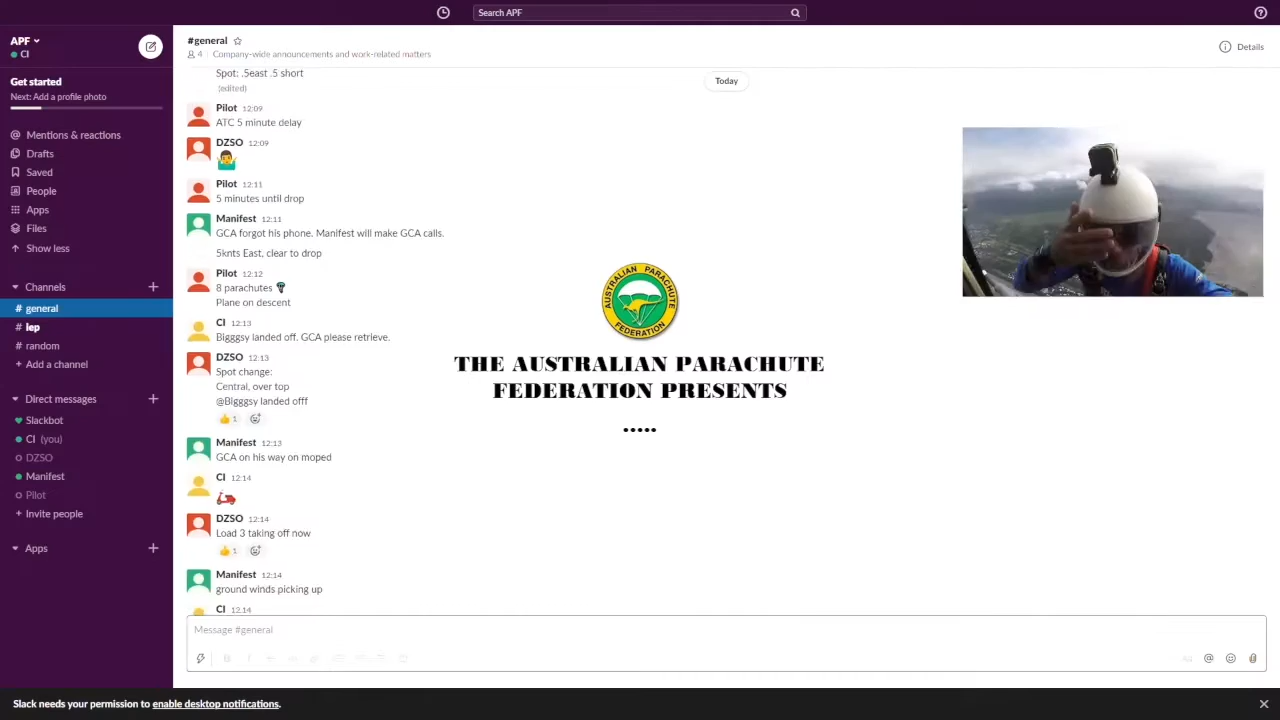 Search APF
APF
CI
#general
4 | Company-wide announcements and work-related matters
Details
Get started
Next: Add a profile photo
Mentions & reactions
Drafts
Saved
People
Apps
Files
Show less
Channels
# general
# lep
# random
+ Add a channel
Direct messages
Slackbot
CI (you)
DZSO
Manifest
Pilot
+ Invite people
Apps
Spot: .5east .5 short
(edited)
Today
Pilot 12:09
ATC 5 minute delay
DZSO 12:09
Pilot 12:11
5 minutes until drop
Manifest 12:11
GCA forgot his phone. Manifest will make GCA calls.
5knts East, clear to drop
Pilot 12:12
8 parachutes
Plane on descent
CI 12:13
Bigggsy landed off. GCA please retrieve.
DZSO 12:13
Spot change:
Central, over top
@Bigggsy landed offf
1
Manifest 12:13
GCA on his way on moped
CI 12:14
DZSO 12:14
Load 3 taking off now
1
Manifest 12:14
ground winds picking up
CI 12:14
AUSTRALIAN PARACHUTE
FEDERATION
THE AUSTRALIAN PARACHUTE
FEDERATION PRESENTS
.....
Message #general
Slack needs your permission to enable desktop notifications.